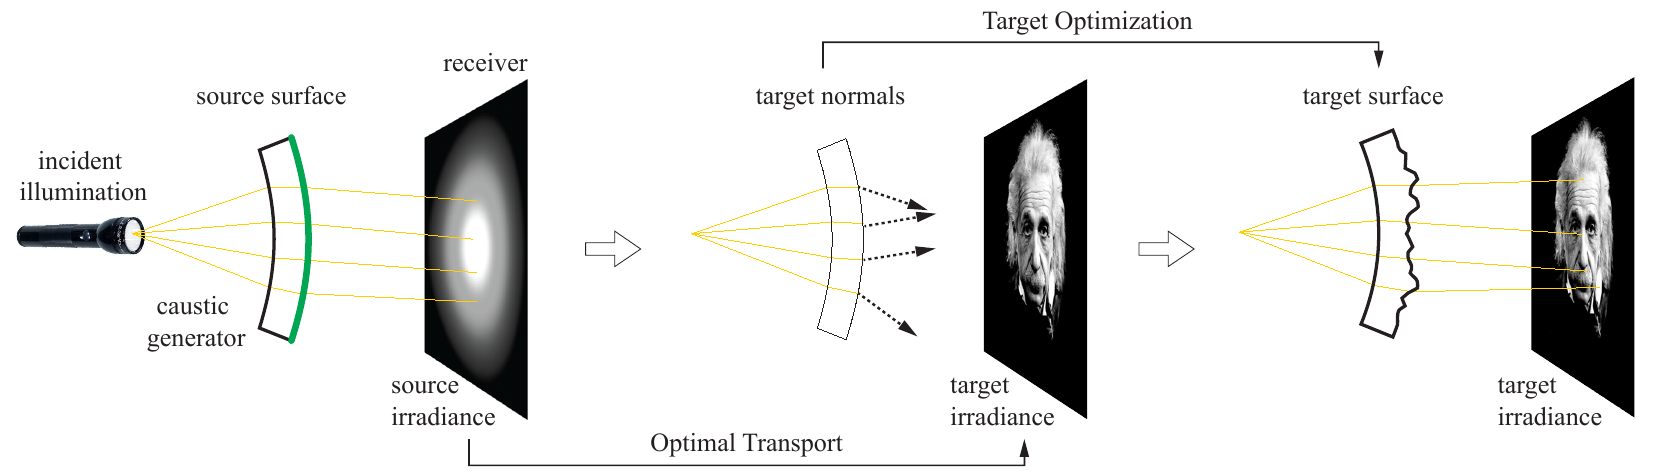 Target Optimization
receiver
source surface
target normals
target surface
incident
illumination
caustic
generator
source
irradiance
target
irradiance
target
irradiance
Optimal Transport